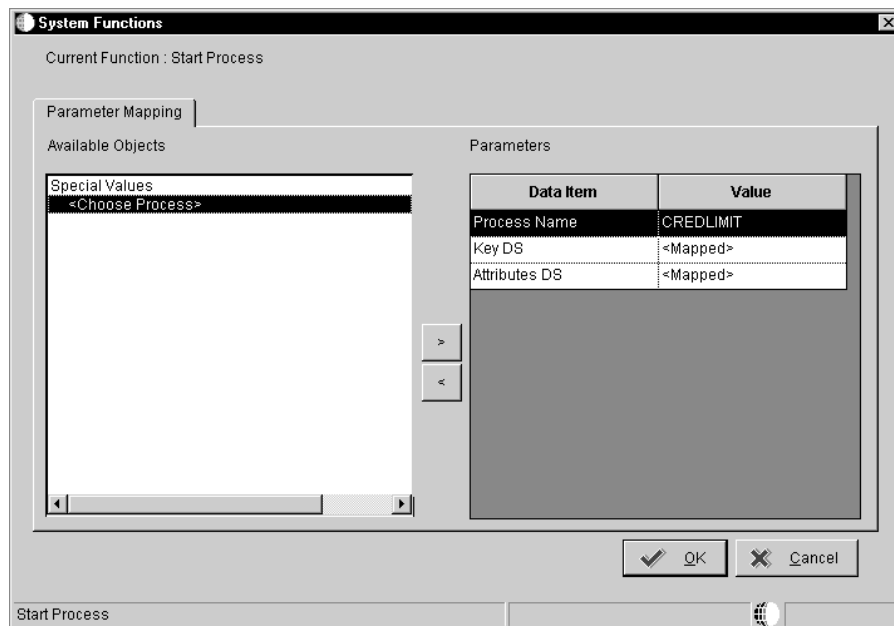 System Functions
Current Function : Start Process
Parameter Mapping
Available Objects
Special Values
<Choose Process>
>
<
Parameters
Data Item Value
Process Name CREDLIMIT
Key DS <Mapped>
Attributes DS <Mapped>
OK
Cancel
Start Process